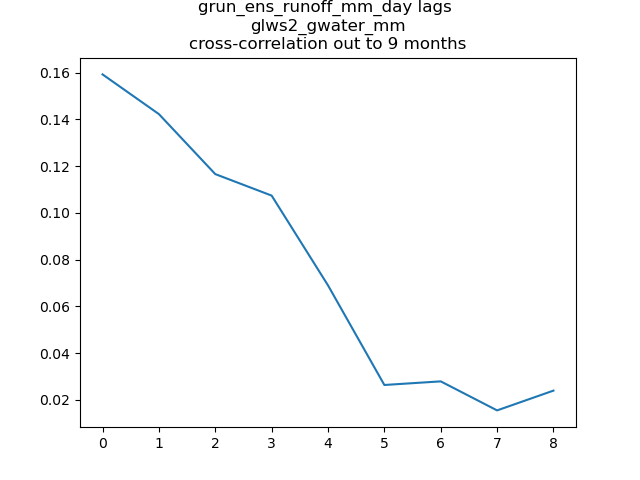 grun_ens_runoff_mm_day lags
glws2_gwater_mm
cross-correlation out to 9 months
0.16
0.14
0.12
0.10
0.08
0.06
0.04
0.02
0 1 2 3 4 5 6 7 8